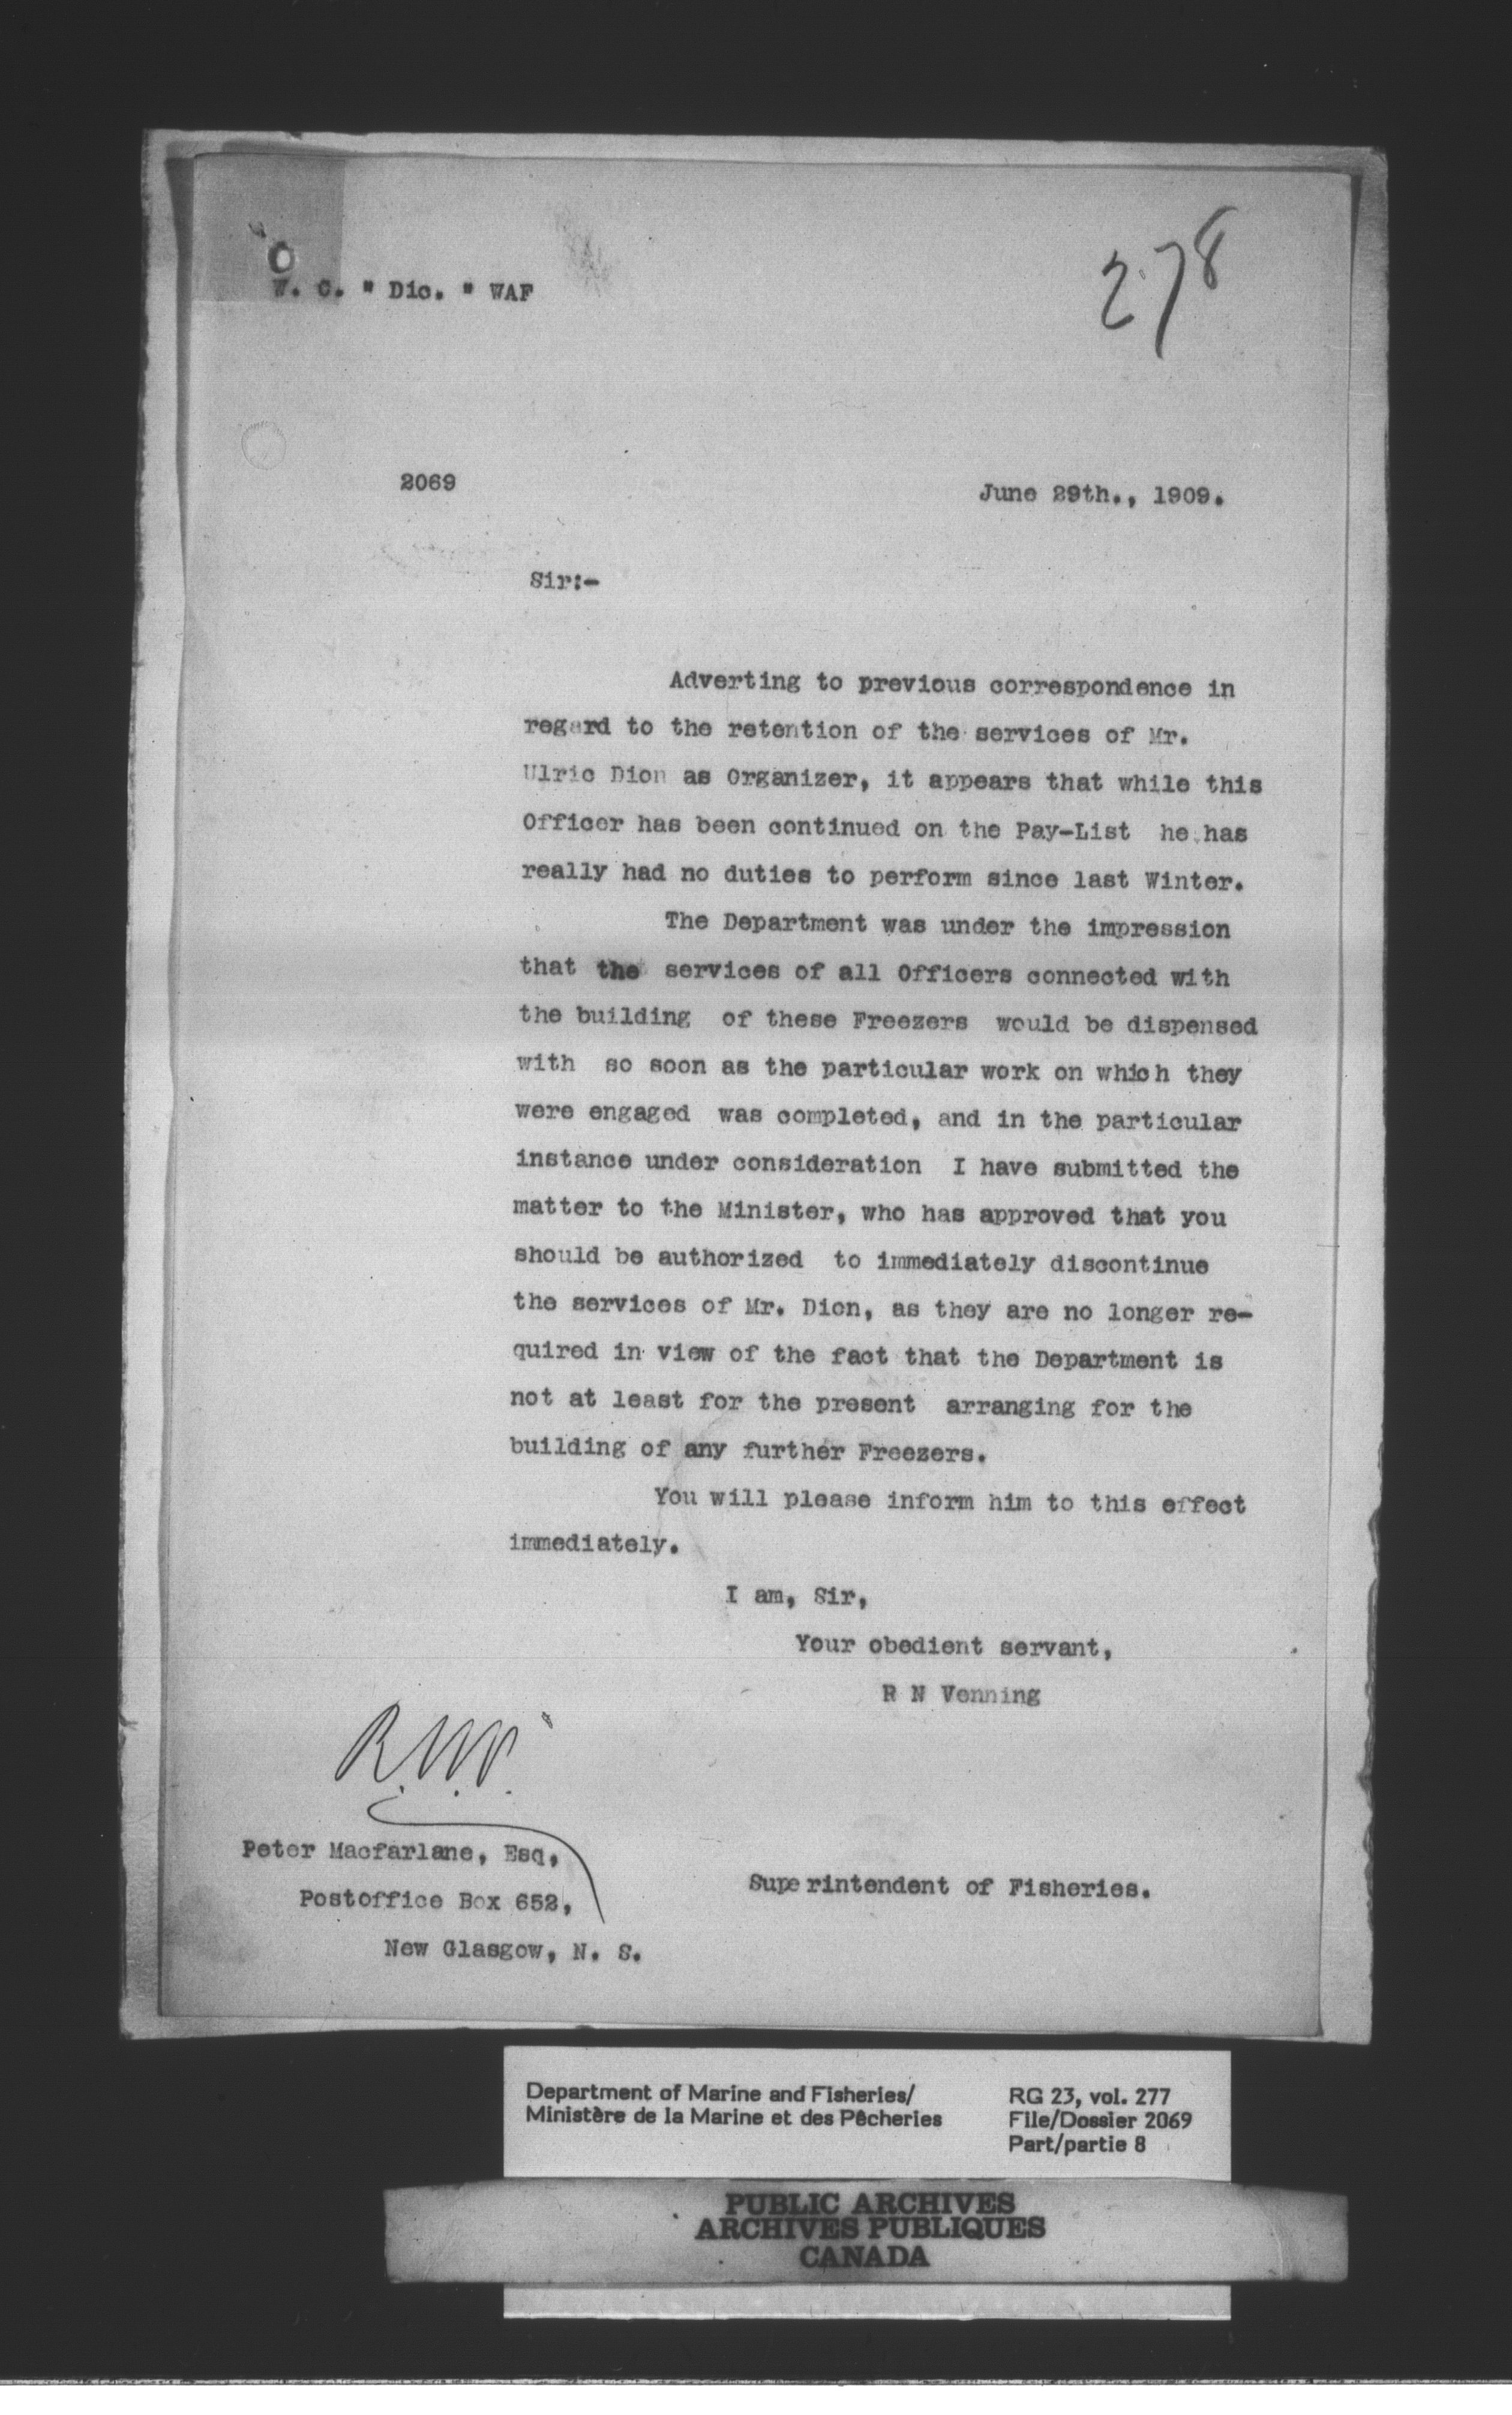 W. C. " Dic. " WAF
278
2069
June 29th., 1909.
Sir:-
Adverting to previous correspondence in
regard to the retention of the services of Mr.
Ulric Dion as Organizer, it appears that while this
Officer has been continued on the Pay-List he has
really had no duties to perform since last Winter.
The Department was under the impression
that the services of all Officers connected with
the building of these Freezers would be dispensed
with so soon as the particular work on which they
were engaged was completed, and in the particular
instance under consideration I have submitted the
matter to the Minister, who has approved that you
should be authorized to immediately discontinue
the services of Mr. Dion, as they are no longer re-
quired in view of the fact that the Department is
not at least for the present arranging for the
building of any further Freezers.
You will please inform him to this effect
immediately.
I am, Sir,
Your obedient servant,
R N Venning
R.N.V.
Peter Macfarlane, Esq,
Postoffice Box 652,
New Glasgow, N. S.
Superintendent of Fisheries.
Department of Marine and Fisheries/
Ministère de la Marine et des Pêcheries
RG 23, vol. 277
File/Dossier 2069
Part/partie 8
PUBLIC ARCHIVES
ARCHIVES PUBLIQUES
CANADA